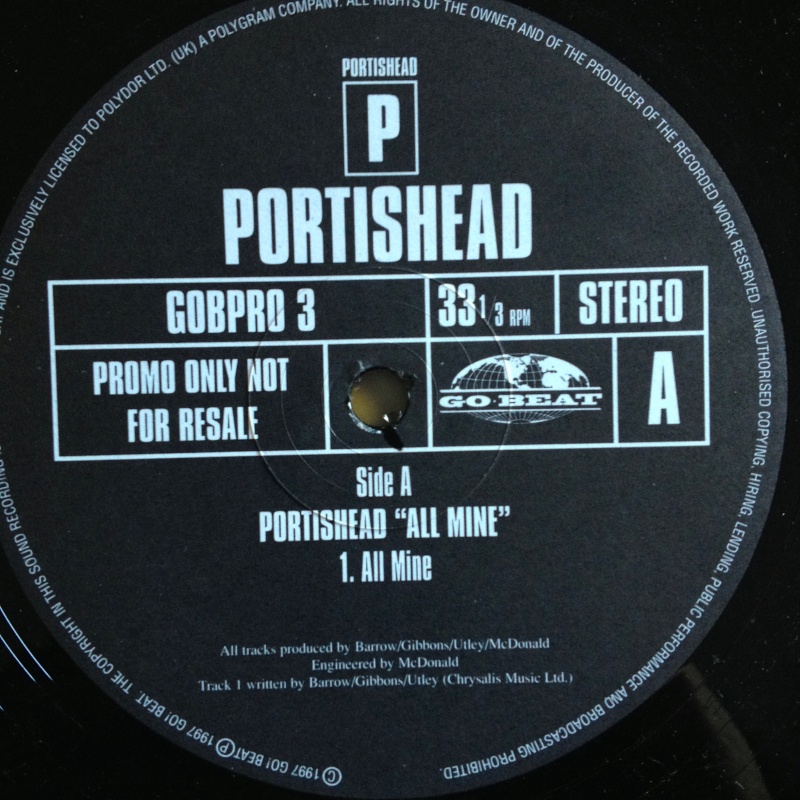 PORTISHEAD
P
PORTISHEAD
GOBPRO 3
33 1/3 RPM
STEREO
PROMO ONLY NOT
FOR RESALE
GO·BEAT
A
Side A
PORTISHEAD “ALL MINE”
1. All Mine
All tracks produced by Barrow/Gibbons/Utley/McDonald
Engineered by McDonald
Track 1 written by Barrow/Gibbons/Utley (Chrysalis Music Ltd.)
Ⓒ 1997 GO! BEAT Ⓟ 1997 GO! BEAT. THE COPYRIGHT IN THIS SOUND RECORDING AND IS EXCLUSIVELY LICENSED TO POLYDOR LTD. (UK) A POLYGRAM COMPANY. ALL RIGHTS OF THE OWNER AND OF THE PRODUCER OF THE RECORDED WORK RESERVED. UNAUTHORISED COPYING, HIRING, LENDING, PUBLIC PERFORMANCE AND BROADCASTING PROHIBITED.